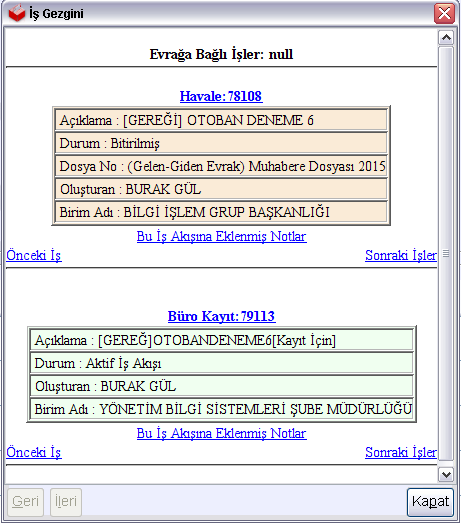 İş Gezgini
Evrağa Bağlı İşler: null
Havale:78108
Açıklama : [GEREĞİ] OTOBAN DENEME 6
Durum : Bitirilmiş
Dosya No : (Gelen-Giden Evrak) Muhabere Dosyası 2015
Oluşturan : BURAK GÜL
Birim Adı : BİLGİ İŞLEM GRUP BAŞKANLIĞI
Bu İş Akışına Eklenmiş Notlar
Önceki İş Sonraki İşler
Büro Kayıt:79113
Açıklama : [GEREĞ]OTOBANDENEME6[Kayıt İçin]
Durum : Aktif İş Akışı
Oluşturan : BURAK GÜL
Birim Adı : YÖNETİM BİLGİ SİSTEMLERİ ŞUBE MÜDÜRLÜĞÜ
Bu İş Akışına Eklenmiş Notlar
Önceki İş Sonraki İşler
Geri İleri Kapat